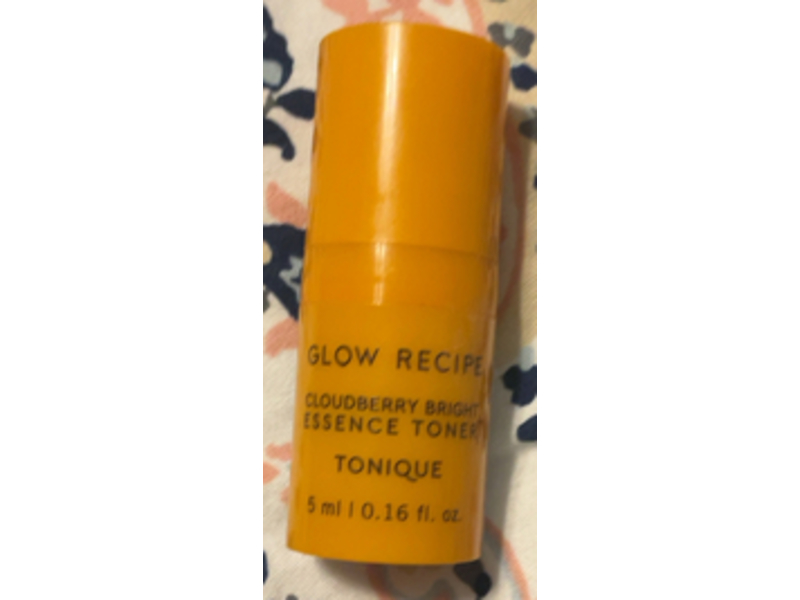 GLOW RECIPE
CLOUDBERRY BRIGHT
ESSENCE TONER
TONIQUE
5 ml | 0.16 fl. oz.